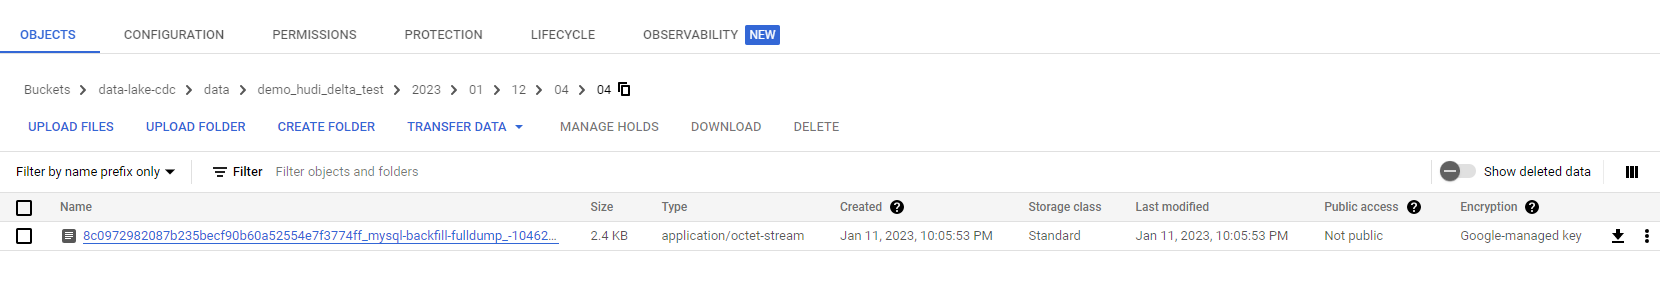 OBJECTS CONFIGURATION PERMISSIONS PROTECTION LIFECYCLE OBSERVABILITY NEW
Buckets > data-lake-cdc > data > demo_hudi_delta_test > 2023 > 01 > 12 > 04 > 04
UPLOAD FILES UPLOAD FOLDER CREATE FOLDER TRANSFER DATA MANAGE HOLDS DOWNLOAD DELETE
Filter by name prefix only Filter Filter objects and folders Show deleted data
Name Size Type Created ? Storage class Last modified Public access ? Encryption ?
8c0972982087b235becf90b60a52554e7f3774ff_mysql-backfill-fulldump_-10462... 2.4 KB application/octet-stream Jan 11, 2023, 10:05:53 PM Standard Jan 11, 2023, 10:05:53 PM Not public Google-managed key